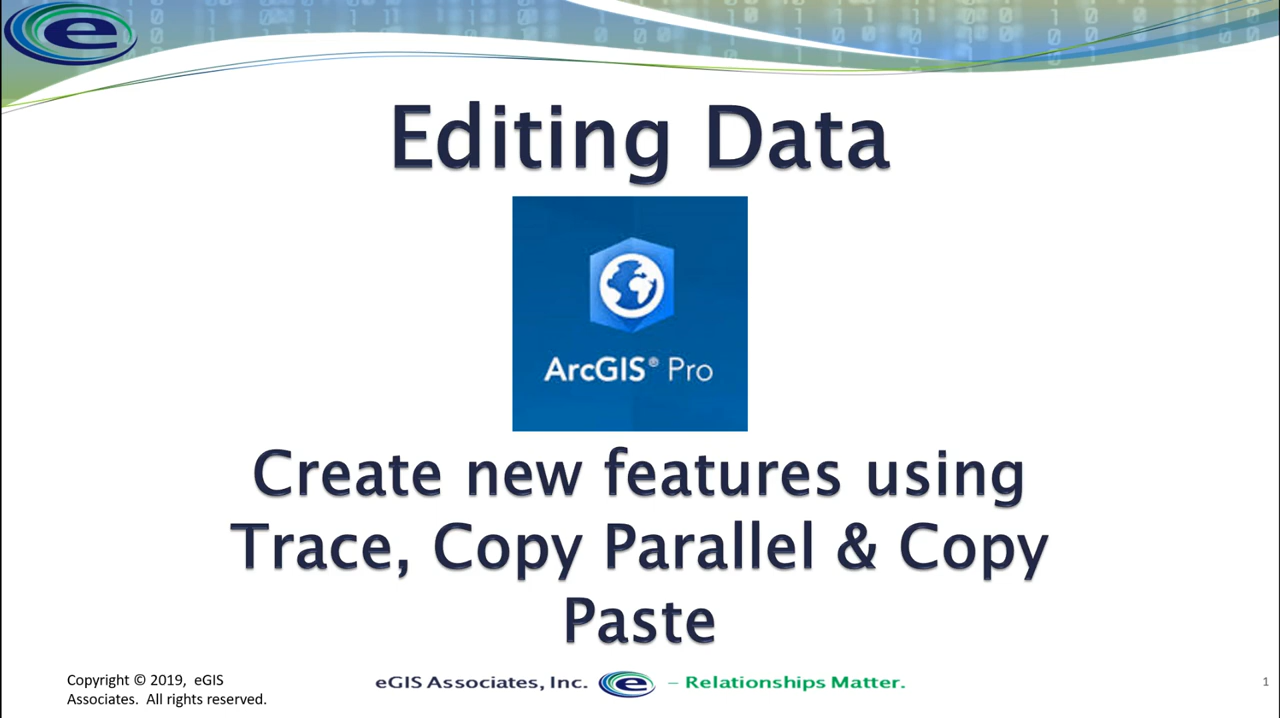 e
Editing Data
ArcGIS® Pro
Create new features using
Trace, Copy Parallel & Copy
Paste
Copyright © 2019, eGIS
Associates. All rights reserved.
eGIS Associates, Inc. e – Relationships Matter.
1